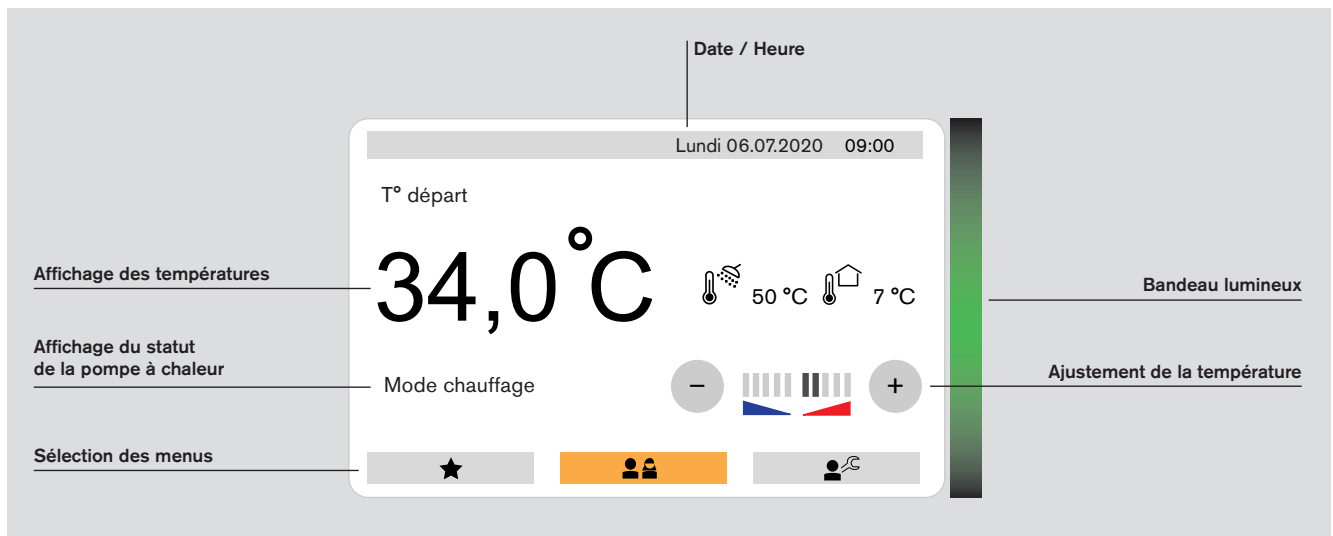 Date / Heure
Lundi 06.07.2020 09:00
T° départ
Affichage des températures
34,0°C
50 °C
7 °C
Bandeau lumineux
Affichage du statut
de la pompe à chaleur
Mode chauffage
− +
Ajustement de la température
Sélection des menus